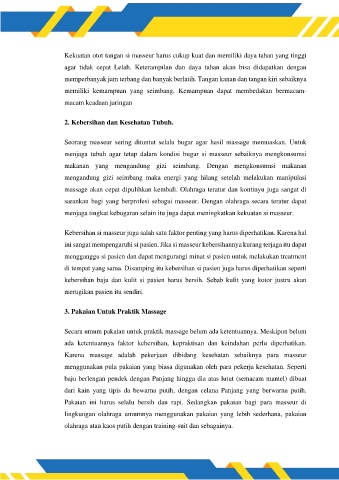 Kekuatan otot tangan si masseur harus cukup kuat dan memiliki daya tahan yang tinggi
agar tidak cepat Lelah. Keterampilan dan daya tahan akan bisa didapatkan dengan
memperbanyak jam terbang dan banyak berlatih. Tangan kanan dan tangan kiri sebaiknya
memiliki kemampuan yang seimbang. Kemampuan dapat membedakan bermacam-
macam keadaan jaringan
2. Kebersihan dan Kesehatan Tubuh.
Seorang masseur sering dituntut selalu bugar agar hasil massage memuaskan. Untuk
menjaga tubuh agar tetap dalam kondisi bugar si masseur sebaiknya mengkonsumsi
makanan yang mengandung gizi seimbang. Dengan mengkonsumsi makanan
mengandung gizi seimbang maka energi yang hilang setelah melakukan manipulasi
massage akan cepat dipulihkan kembali. Olahraga teratur dan kontinyu juga sangat di
sarankan bagi yang berprofesi sebagai masseur. Dengan olahraga secara teratur dapat
menjaga tingkat kebugaran selain itu juga dapat meningkatkan kekuatan si masseur.
Kebersihan si masseur juga salah satu faktor penting yang harus diperhatikan. Karena hal
ini sangat mempengaruhi si pasien. Jika si masseur kebersihannya kurang terjaga itu dapat
mengganggu si pasien dan dapat mengurangi minat si pasien untuk melakukan treatment
di tempat yang sama. Disamping itu kebersihan si pasien juga harus diperhatikan seperti
kebersihan baju dan kulit si pasien harus bersih. Sebab kulit yang kotor justru akan
merugikan pasien itu sendiri.
3. Pakaian Untuk Praktik Massage
Secara umum pakaian untuk praktik massage belum ada ketentuannya. Meskipun belum
ada ketentuannya faktor kebersihan, kepraktisan dan keindahan perlu diperhatikan.
Karena massage adalah pekerjaan dibidang kesehatan sebaiknya para masseur
menggunakan pula pakaian yang biasa digunakan oleh para pekerja kesehatan. Seperti
baju berlengan pendek dengan Panjang hingga dia atas lutut (semacam mantel) dibuat
dari kain yang tipis da bewarna putih, dengan celana Panjang yang berwarna putih.
Pakaian ini harus selalu bersih dan rapi. Sedangkan pakaian bagi para masseur di
lingkungan olahraga umumnya menggunakan pakaian yang lebih sederhana, pakaian
olahraga atau kaos putih dengan training-suit dan sebagainya.